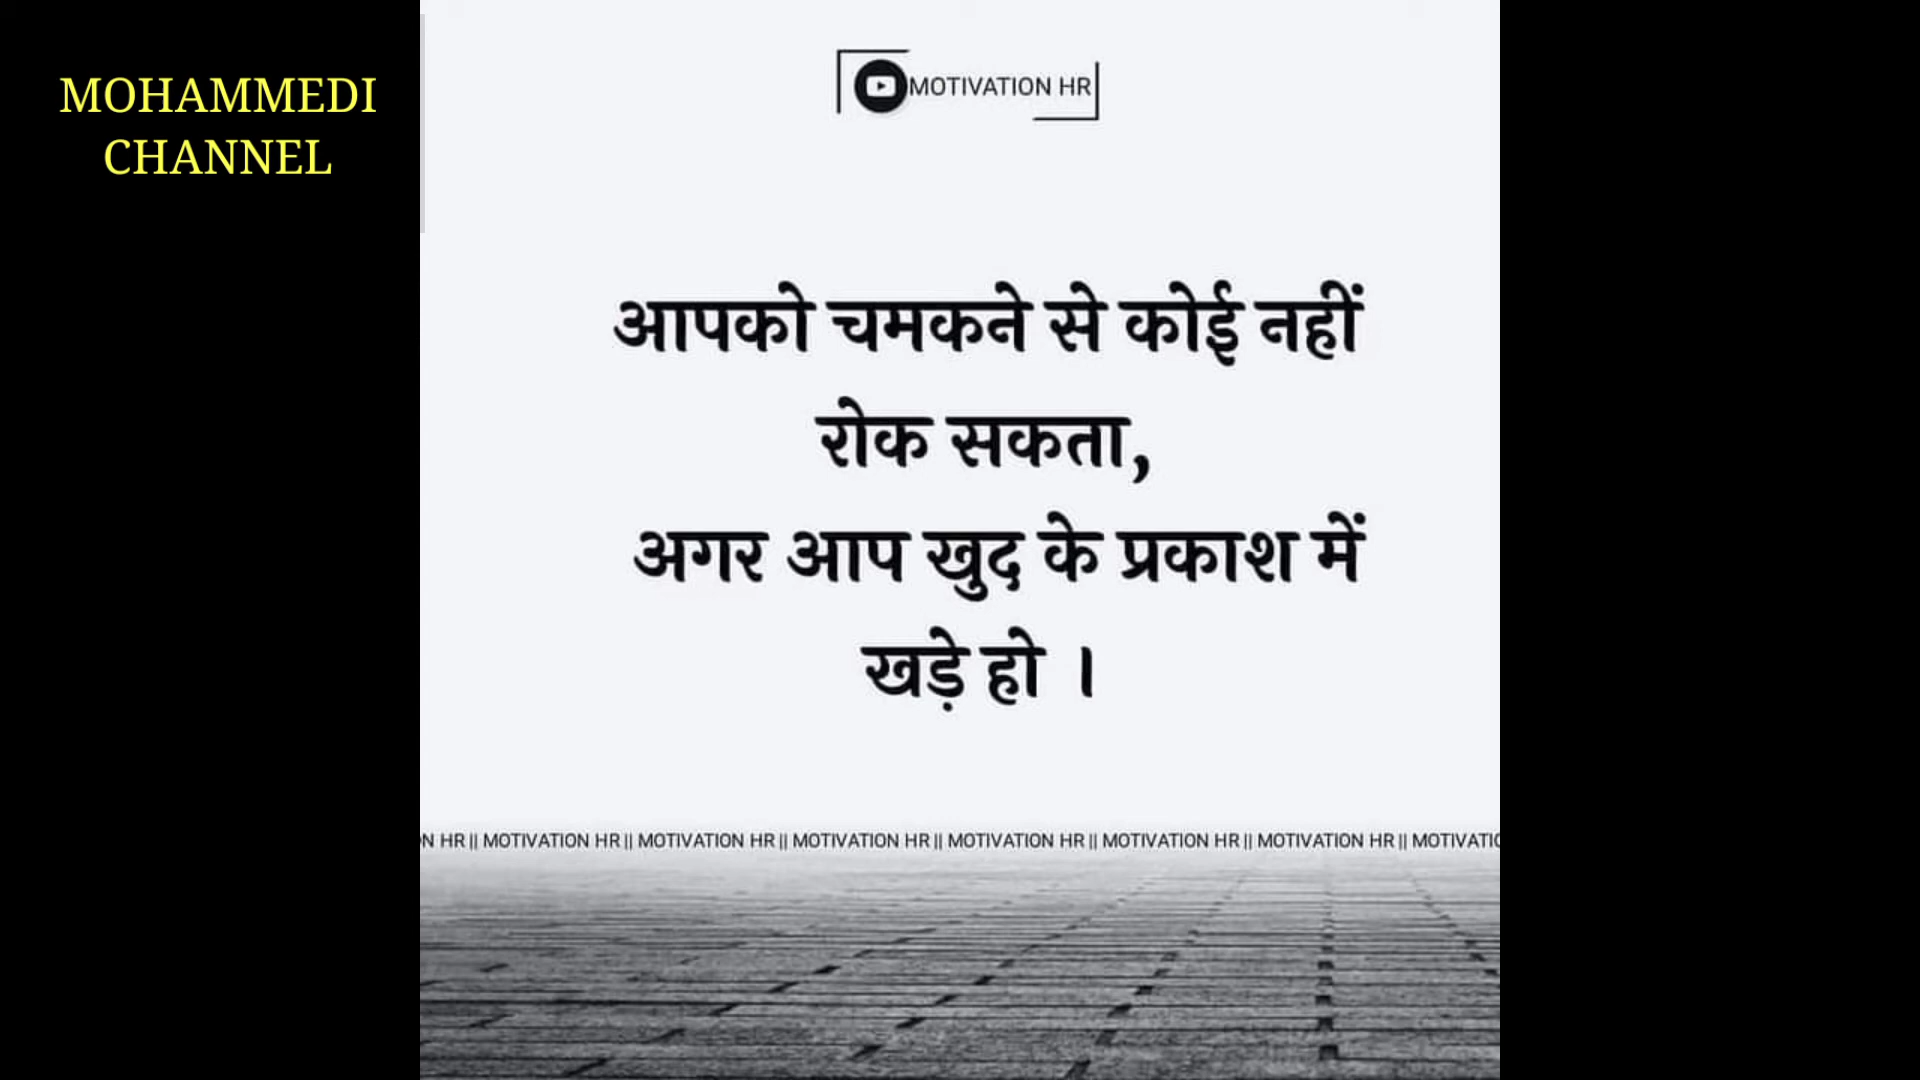 MOHAMMEDI
CHANNEL
MOTIVATION HR
आपको चमकने से कोई नहीं
रोक सकता,
अगर आप खुद के प्रकाश में
खड़े हो ।
N HR || MOTIVATION HR || MOTIVATION HR || MOTIVATION HR || MOTIVATION HR || MOTIVATION HR || MOTIVATION HR || MOTIVATIO